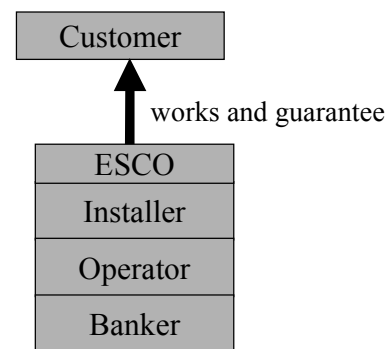 Customer
works and guarantee
ESCO
Installer
Operator
Banker